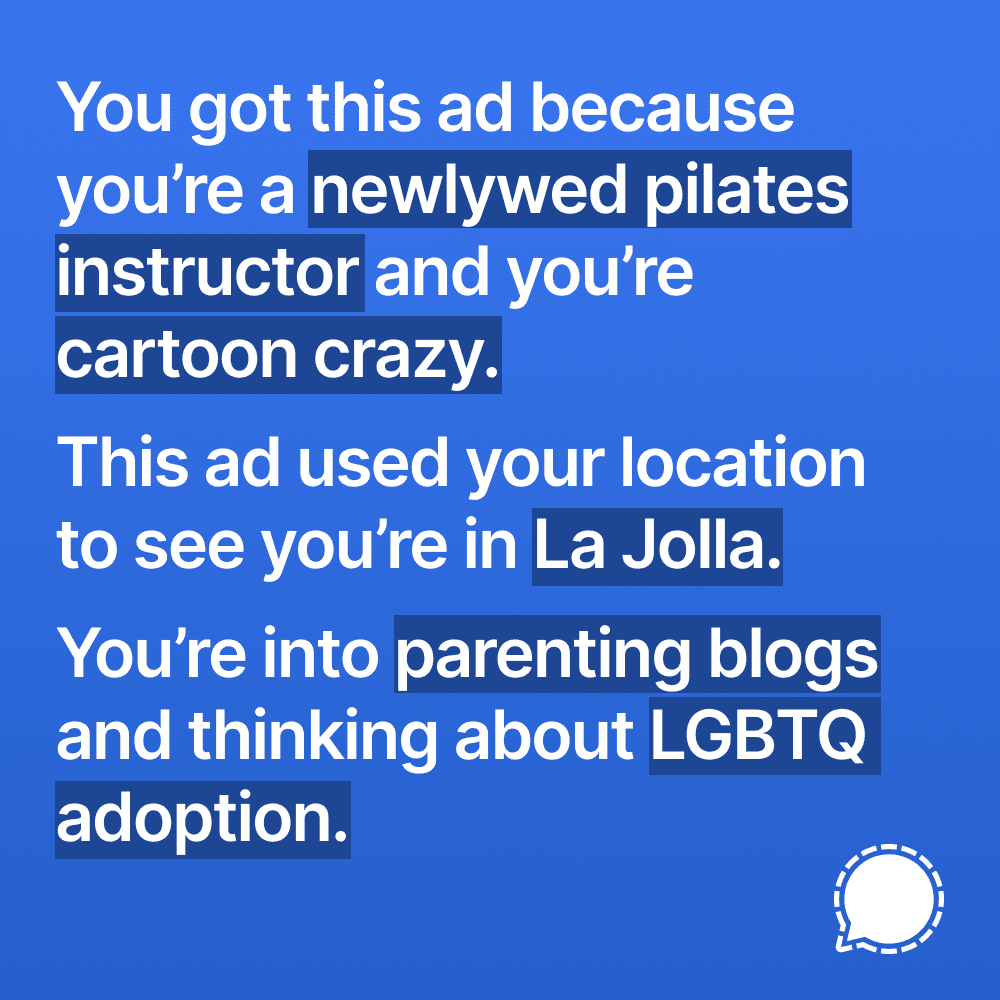 You got this ad because
you’re a newlywed pilates
instructor and you’re
cartoon crazy.
This ad used your location
to see you’re in La Jolla.
You’re into parenting blogs
and thinking about LGBTQ
adoption.